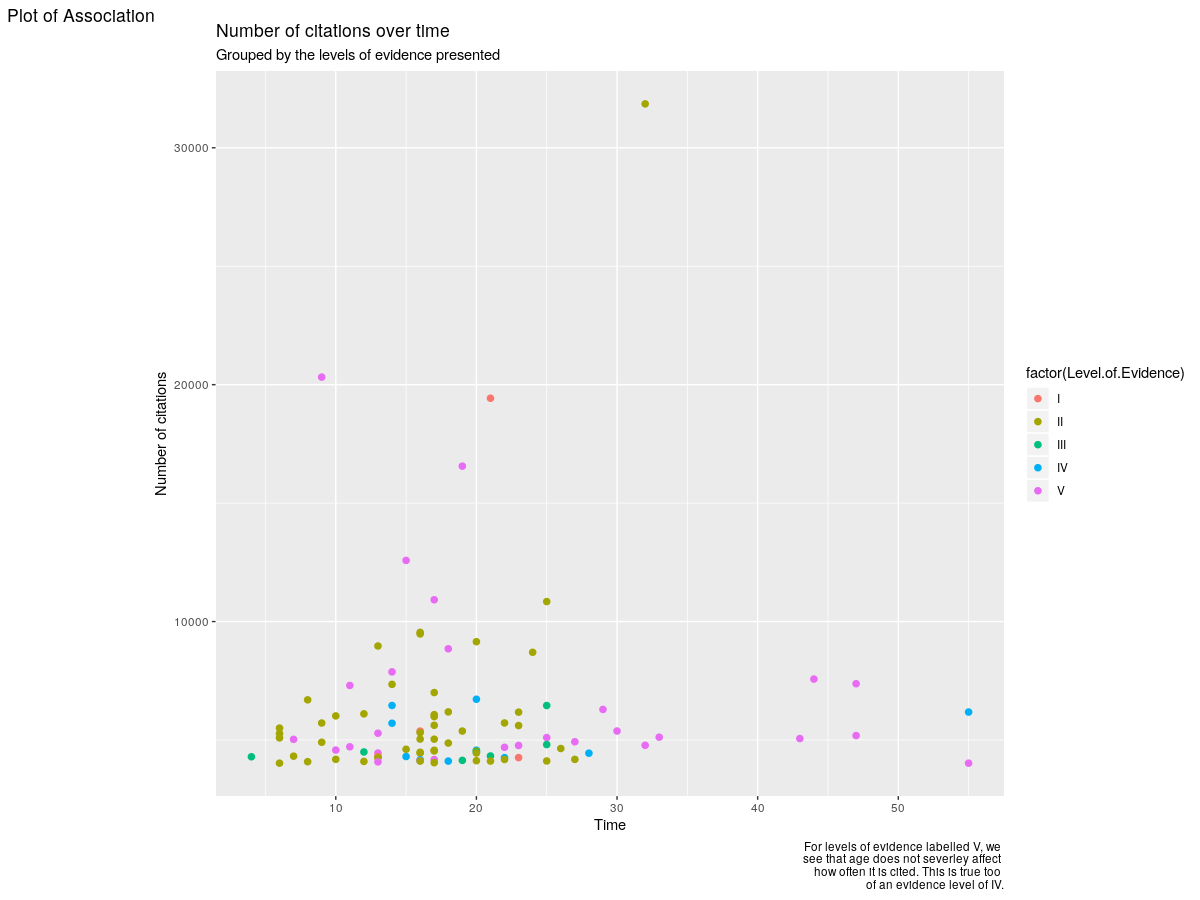 Plot of Association
Number of citations over time
Grouped by the levels of evidence presented
30000
20000
10000
Number of citations
10 20 30 40 50
Time
factor(Level.of.Evidence)
I
II
III
IV
V
For levels of evidence labelled V, we
see that age does not severley affect
how often it is cited. This is true too
of an evidence level of IV.